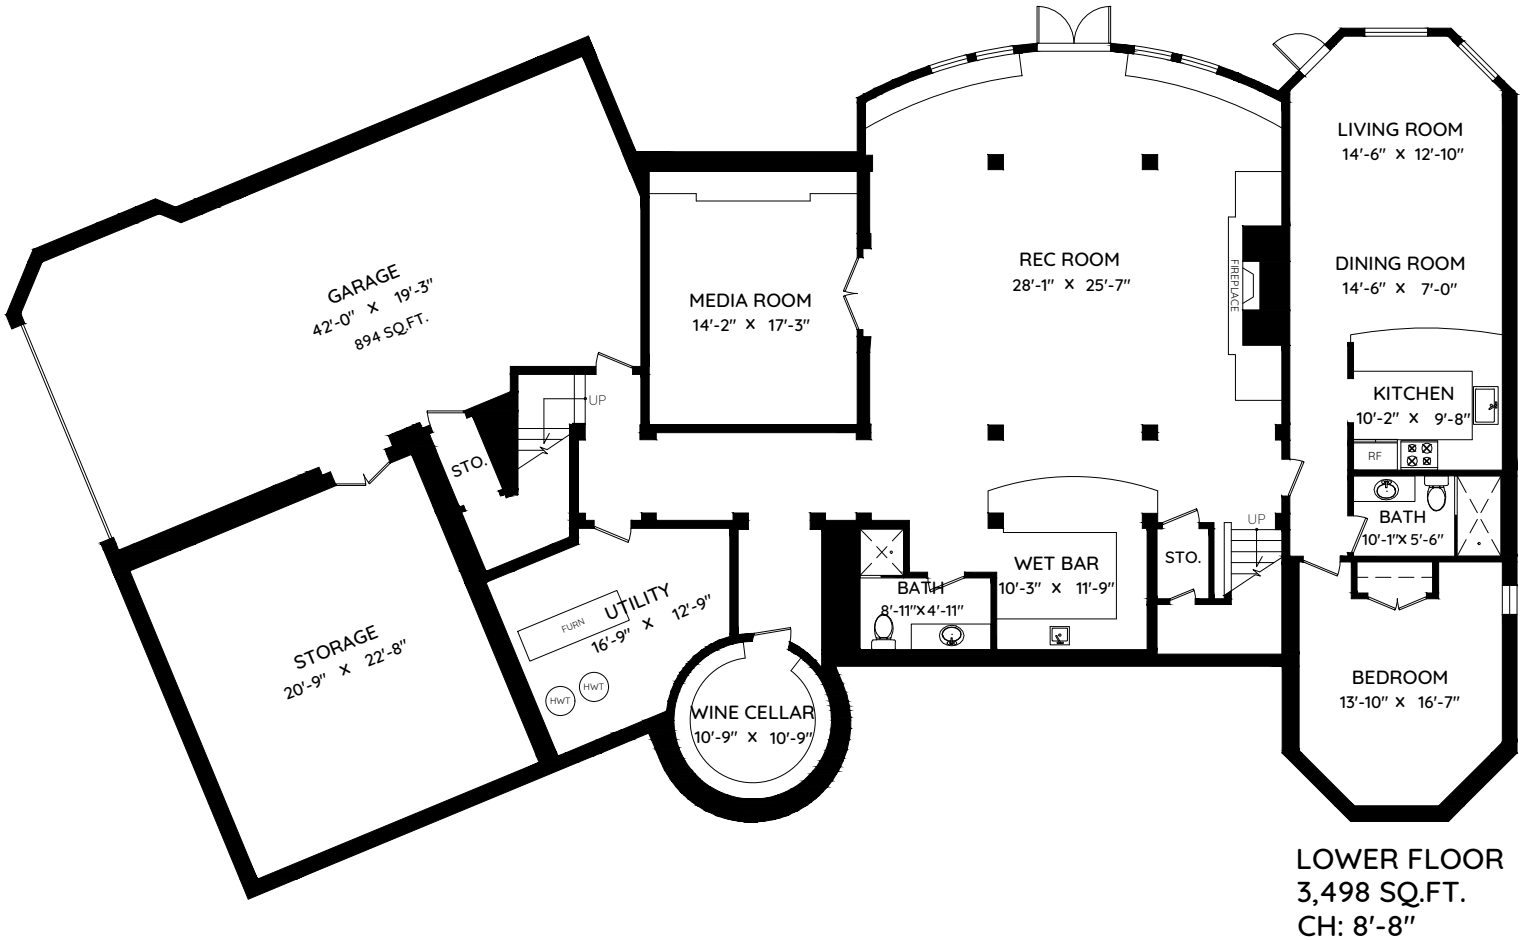 LIVING ROOM
14'-6" X 12'-10"
REC ROOM
28'-1" X 25'-7"
FIREPLACE
DINING ROOM
14'-6" X 7'-0"
GARAGE
42'-0" X 19'-3"
894 SQ.FT.
MEDIA ROOM
14'-2" X 17'-3"
UP
KITCHEN
10'-2" X 9'-8"
RF
STO.
UP
BATH
10'-1" X 5'-6"
STO.
WET BAR
10'-3" X 11'-9"
BATH
8'-11" X 4'-11"
UTILITY
16'-9" X 12'-9"
FURN
HWT
HWT
STORAGE
20'-9" X 22'-8"
WINE CELLAR
10'-9" X 10'-9"
BEDROOM
13'-10" X 16'-7"
LOWER FLOOR
3,498 SQ.FT.
CH: 8'-8"